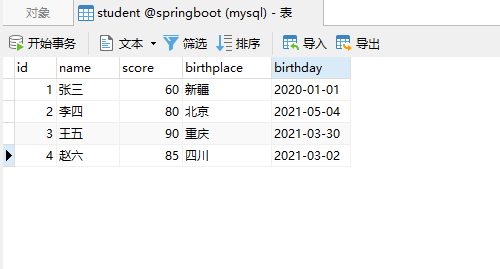 对象 student @springboot (mysql) - 表
开始事务 文本 筛选 排序 导入 导出
id name score birthplace birthday
1 张三 60 新疆 2020-01-01
2 李四 80 北京 2021-05-04
3 王五 90 重庆 2021-03-30
4 赵六 85 四川 2021-03-02